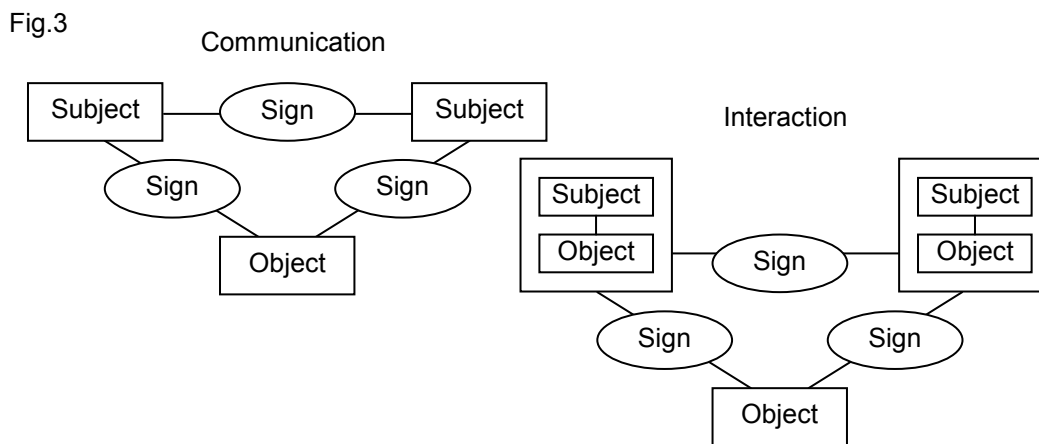 Fig.3
Communication
Subject
Sign
Subject
Sign
Sign
Object
Interaction
Subject
Object
Subject
Object
Sign
Sign
Sign
Object